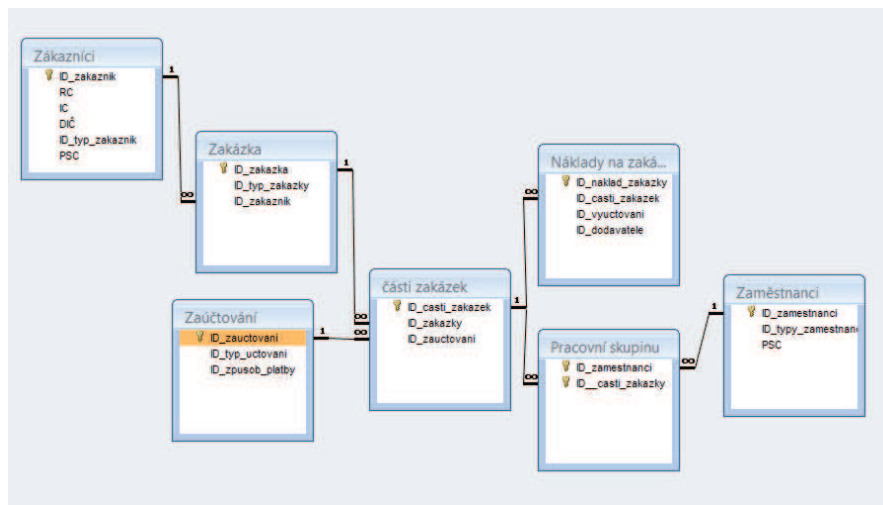 Zákazníci
ID_zakaznik
RC
IC
DIČ
ID_typ_zakaznik
PSC
1
∞
Zakázka
ID_zakazka
ID_typ_zakazky
ID_zakaznik
1
∞
Zaúčtování
ID_zauctovani
ID_typ_uctovani
ID_zpusob_platby
1
∞
částí zakázek
ID_casti_zakazek
ID_zakazky
ID_zauctovani
1
∞
∞
Náklady na zaká...
ID_naklad_zakazky
ID_casti_zakazek
ID_vyuctovani
ID_dodavatele
Pracovní skupinu
ID_zamestnanci
ID__casti_zakazky
∞
1
Zaměstnanci
ID_zamestnanci
ID_typy_zamestnanc
PSC